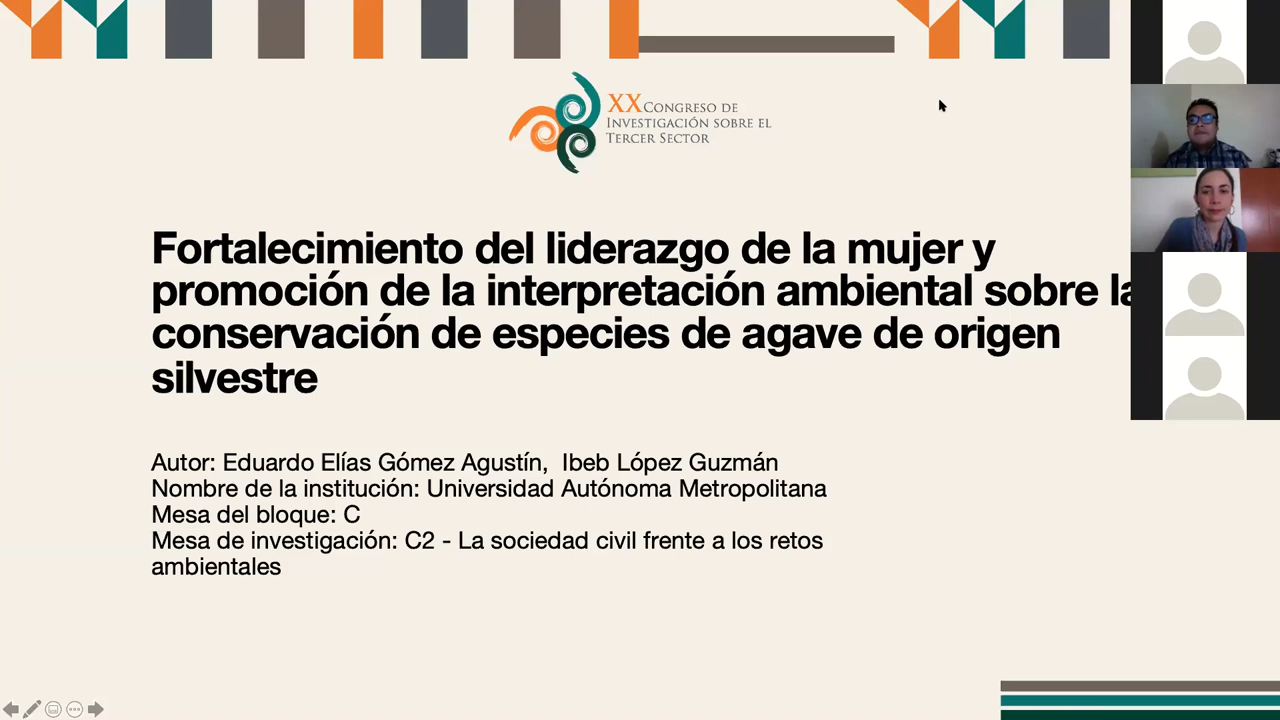 XX CONGRESO DE
INVESTIGACIÓN SOBRE EL
TERCER SECTOR
Fortalecimiento del liderazgo de la mujer y
promoción de la interpretación ambiental sobre la
conservación de especies de agave de origen
silvestre
Autor: Eduardo Elías Gómez Agustín, Ibeb López Guzmán
Nombre de la institución: Universidad Autónoma Metropolitana
Mesa del bloque: C
Mesa de investigación: C2 - La sociedad civil frente a los retos
ambientales